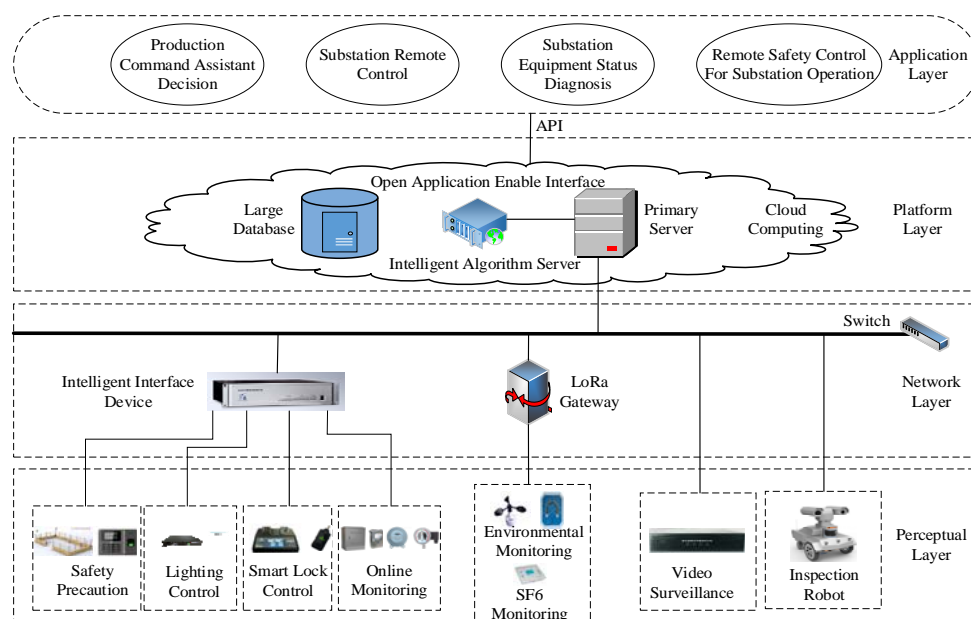 Production
Command Assistant
Decision
Substation Remote
Control
Substation
Equipment Status
Diagnosis
Remote Safety Control
For Substation Operation
Application
Layer
API
Open Application Enable Interface
Large
Database
Primary
Server
Cloud
Computing
Platform
Layer
Intelligent Algorithm Server
Switch
Intelligent Interface
Device
LoRa
Gateway
Network
Layer
Safety
Precaution
Lighting
Control
Smart Lock
Control
Online
Monitoring
Environmental
Monitoring
SF6
Monitoring
Video
Surveillance
Inspection
Robot
Perceptual
Layer